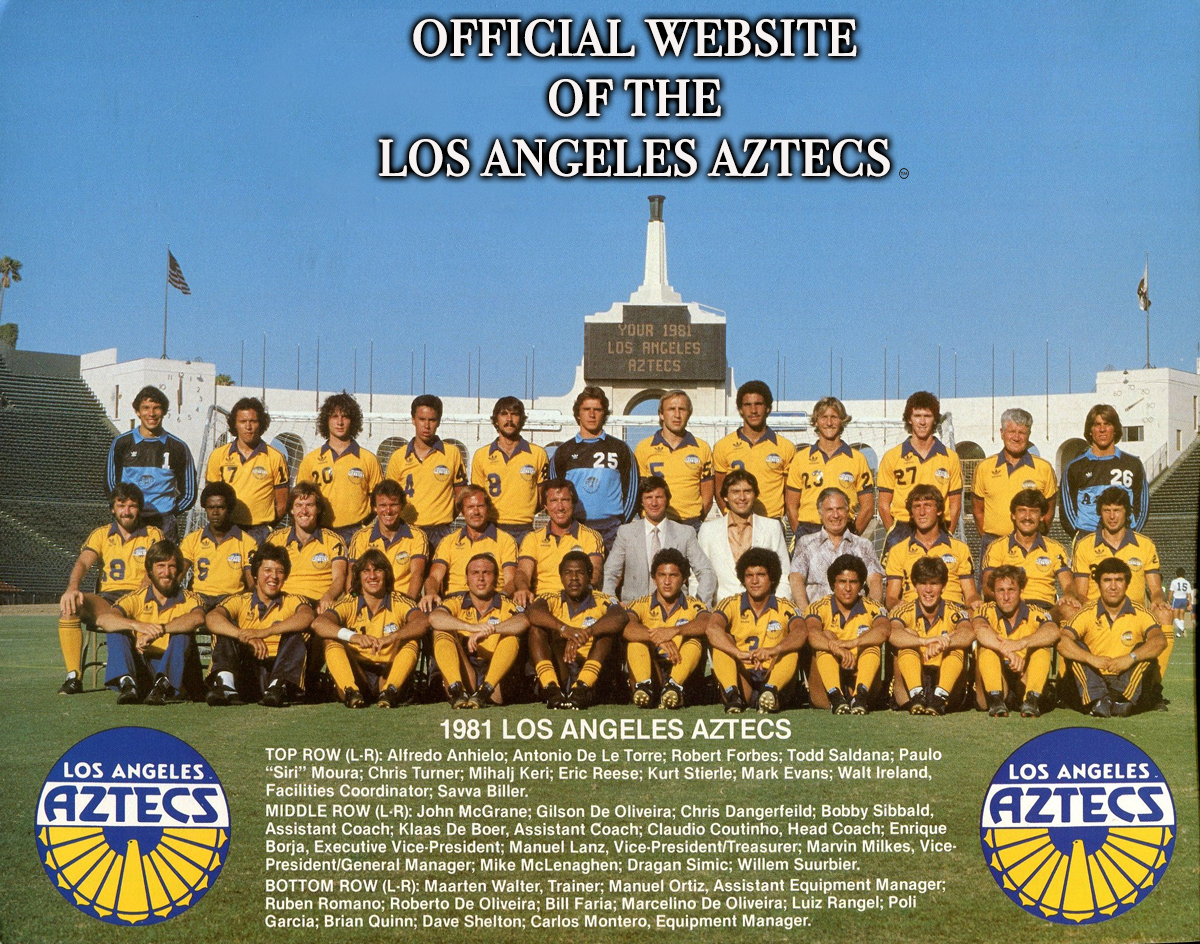 OFFICIAL WEBSITE
OF THE
LOS ANGELES AZTECS
YOUR 1981
LOS ANGELES
AZTECS
1
17
20
4
8
25
5
27
26
18
6
3
15
1981 LOS ANGELES AZTECS
TOP ROW (L-R): Alfredo Anhielo; Antonio De Le Torre; Robert Forbes; Todd Saldana; Paulo
“Siri” Moura; Chris Turner; Mihalj Keri; Eric Reese; Kurt Stierle; Mark Evans; Walt Ireland,
Facilities Coordinator; Savva Biller.
MIDDLE ROW (L-R): John McGrane; Gilson De Oliveira; Chris Dangerfeild; Bobby Sibbald,
Assistant Coach; Klaas De Boer, Assistant Coach; Claudio Coutinho, Head Coach; Enrique
Borja, Executive Vice-President; Manuel Lanz, Vice-President/Treasurer; Marvin Milkes, Vice-
President/General Manager; Mike McLenaghen; Dragan Simic; Willem Suurbier.
BOTTOM ROW (L-R): Maarten Walter, Trainer; Manuel Ortiz, Assistant Equipment Manager;
Ruben Romano; Roberto De Oliveira; Bill Faria; Marcelino De Oliveira; Luiz Rangel; Poli
Garcia; Brian Quinn; Dave Shelton; Carlos Montero, Equipment Manager.
LOS ANGELES
AZTECS
LOS ANGELES
AZTECS